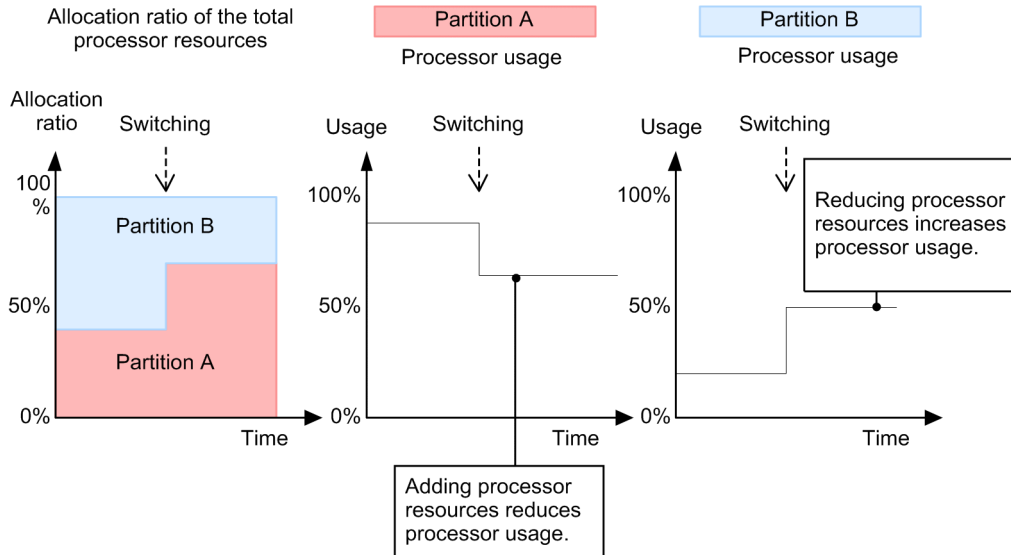 Allocation ratio of the total
processor resources
Partition A
Processor usage
Partition B
Processor usage
Allocation
ratio
Switching
100
%
Partition B
50%
Partition A
0%
Time
Usage
Switching
100%
50%
0%
Time
Adding processor
resources reduces
processor usage.
Usage
Switching
100%
50%
0%
Time
Reducing processor
resources increases
processor usage.